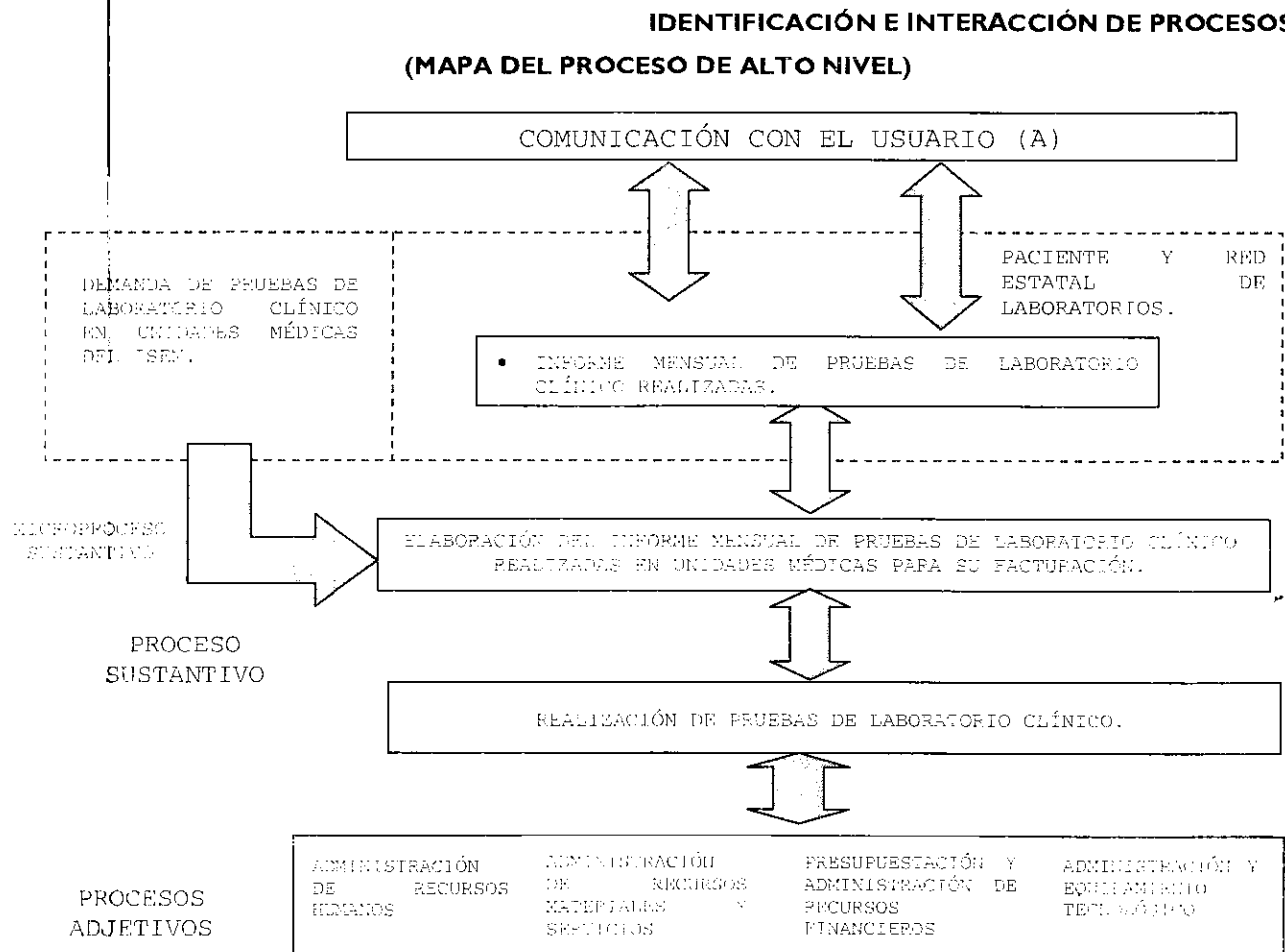 IDENTIFICACIÓN E INTERACCIÓN DE PROCESOS
(MAPA DEL PROCESO DE ALTO NIVEL)
COMUNICACIÓN CON EL USUARIO (A)
DEMANDA DE PRUEBAS DE
LABORATORIO CLÍNICO
EN UNIDADES MÉDICAS
DEL ISEM.
PACIENTE Y RED
ESTATAL DE
LABORATORIOS.
• INFORME MENSUAL DE PRUEBAS DE LABORATORIO
CLÍNICO REALIZADAS.
MICROPROCESO
SUSTANTIVO
ELABORACIÓN DEL INFORME MENSUAL DE PRUEBAS DE LABORATORIO CLÍNICO
REALIZADAS EN UNIDADES MÉDICAS PARA SU FACTURACIÓN.
PROCESO
SUSTANTIVO
REALIZACIÓN DE PRUEBAS DE LABORATORIO CLÍNICO.
PROCESOS
ADJETIVOS
ADMINISTRACIÓN
DE RECURSOS
HUMANOS
ADMINISTRACIÓN
DE RECURSOS
MATERIALES Y
SERVICIOS
PRESUPUESTACIÓN Y
ADMINISTRACIÓN DE
RECURSOS
FINANCIEROS
ADMINISTRACIÓN Y
EQUIPAMIENTO
TECNOLÓGICO